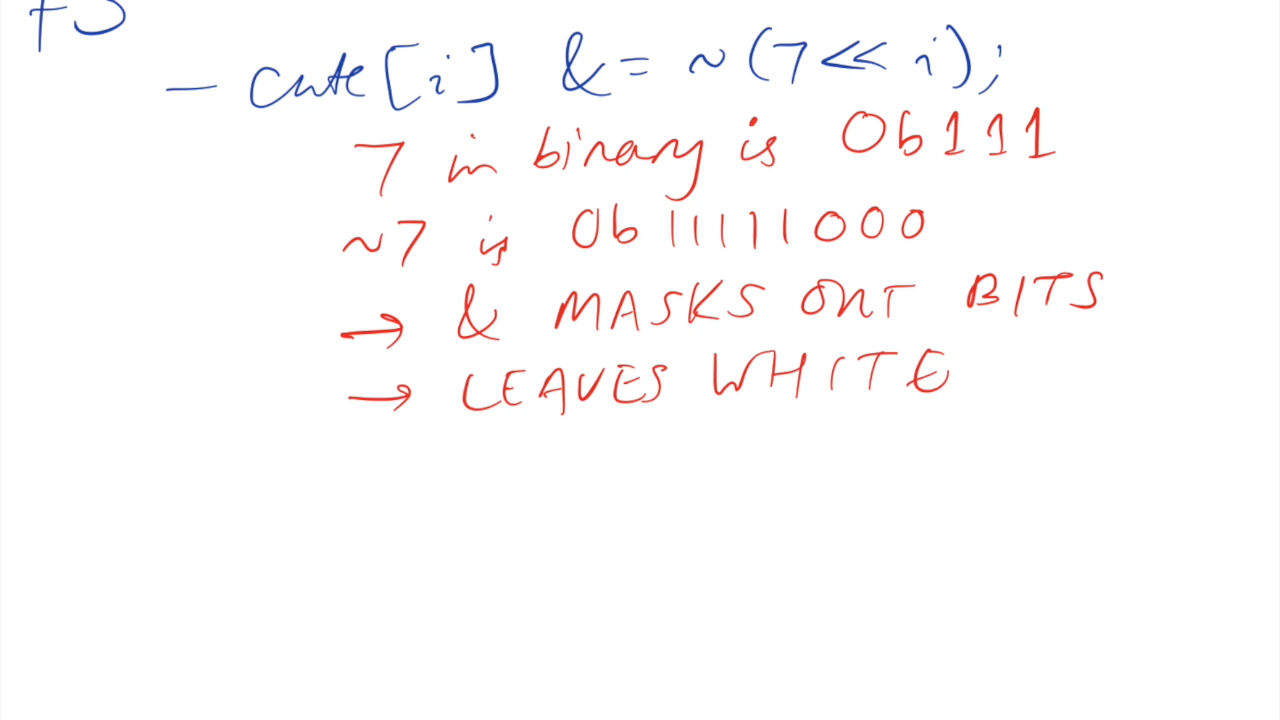 - cute[i] &= ~(7 << i);
7 in binary is 0b111
~7 is 0b11111000
→ & MASKS OUT BITS
→ LEAVES WHITE